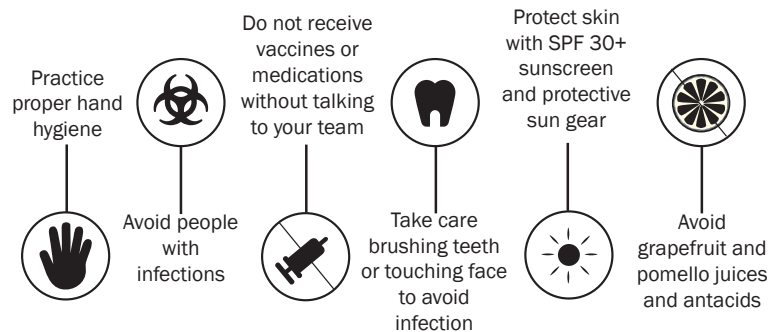 Practice
proper hand
hygiene
Avoid people
with
infections
Do not receive
vaccines or
medications
without talking
to your team
Take care
brushing teeth
or touching face
to avoid
infection
Protect skin
with SPF 30+
sunscreen
and protective
sun gear
Avoid
grapefruit and
pomello juices
and antacids